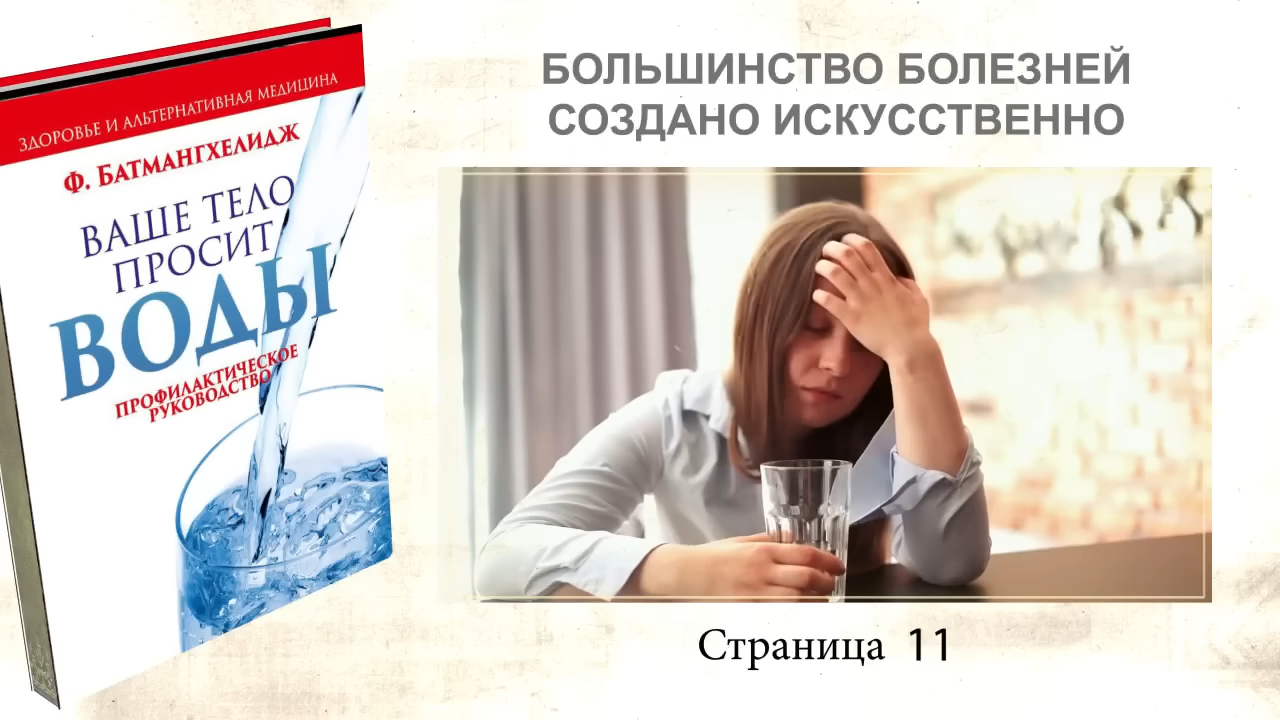 ЗДОРОВЬЕ И АЛЬТЕРНАТИВНАЯ МЕДИЦИНА
Ф. БАТМАНГХЕЛИДЖ
ВАШЕ ТЕЛО
ПРОСИТ
ВОДЫ
ПРОФИЛАКТИЧЕСКОЕ
РУКОВОДСТВО
БОЛЬШИНСТВО БОЛЕЗНЕЙ
СОЗДАНО ИСКУССТВЕННО
Страница 11